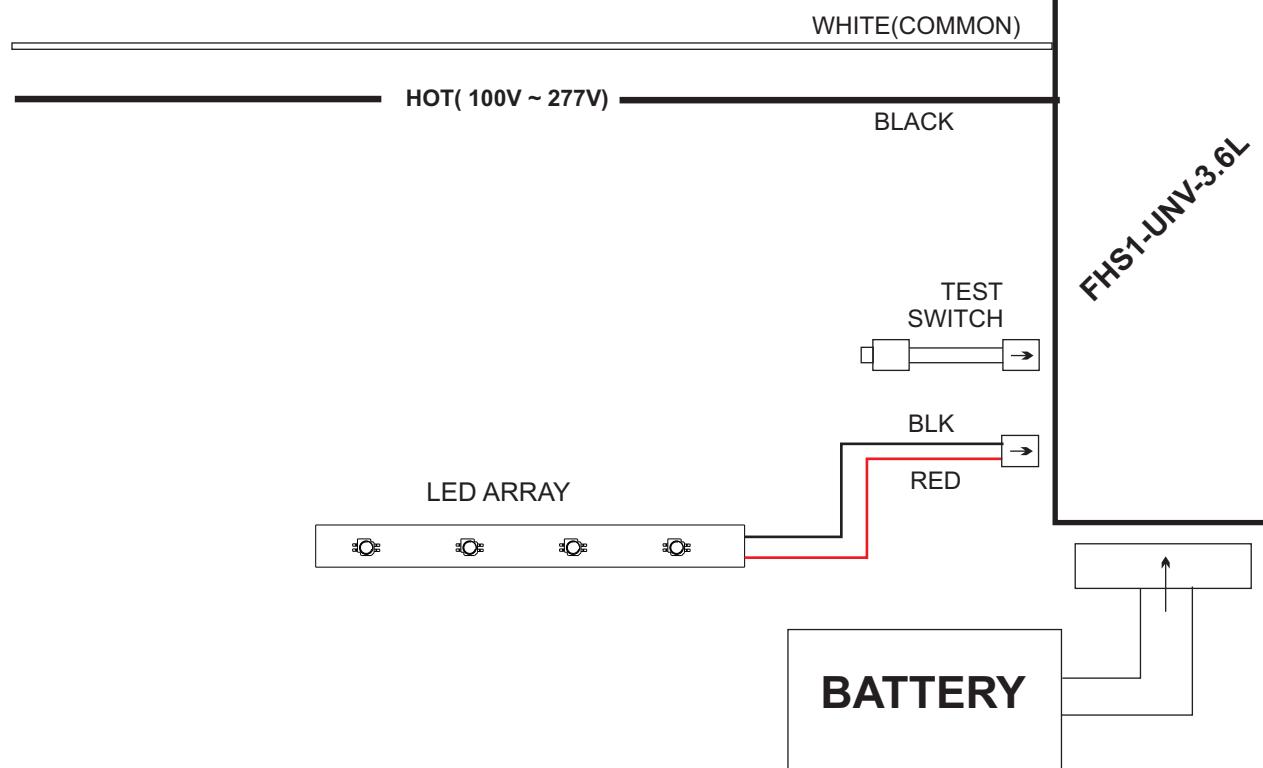 WHITE(COMMON)
HOT( 100V ~ 277V)
BLACK
FHS1-UNV-3.6L
TEST
SWITCH
BLK
RED
LED ARRAY
BATTERY